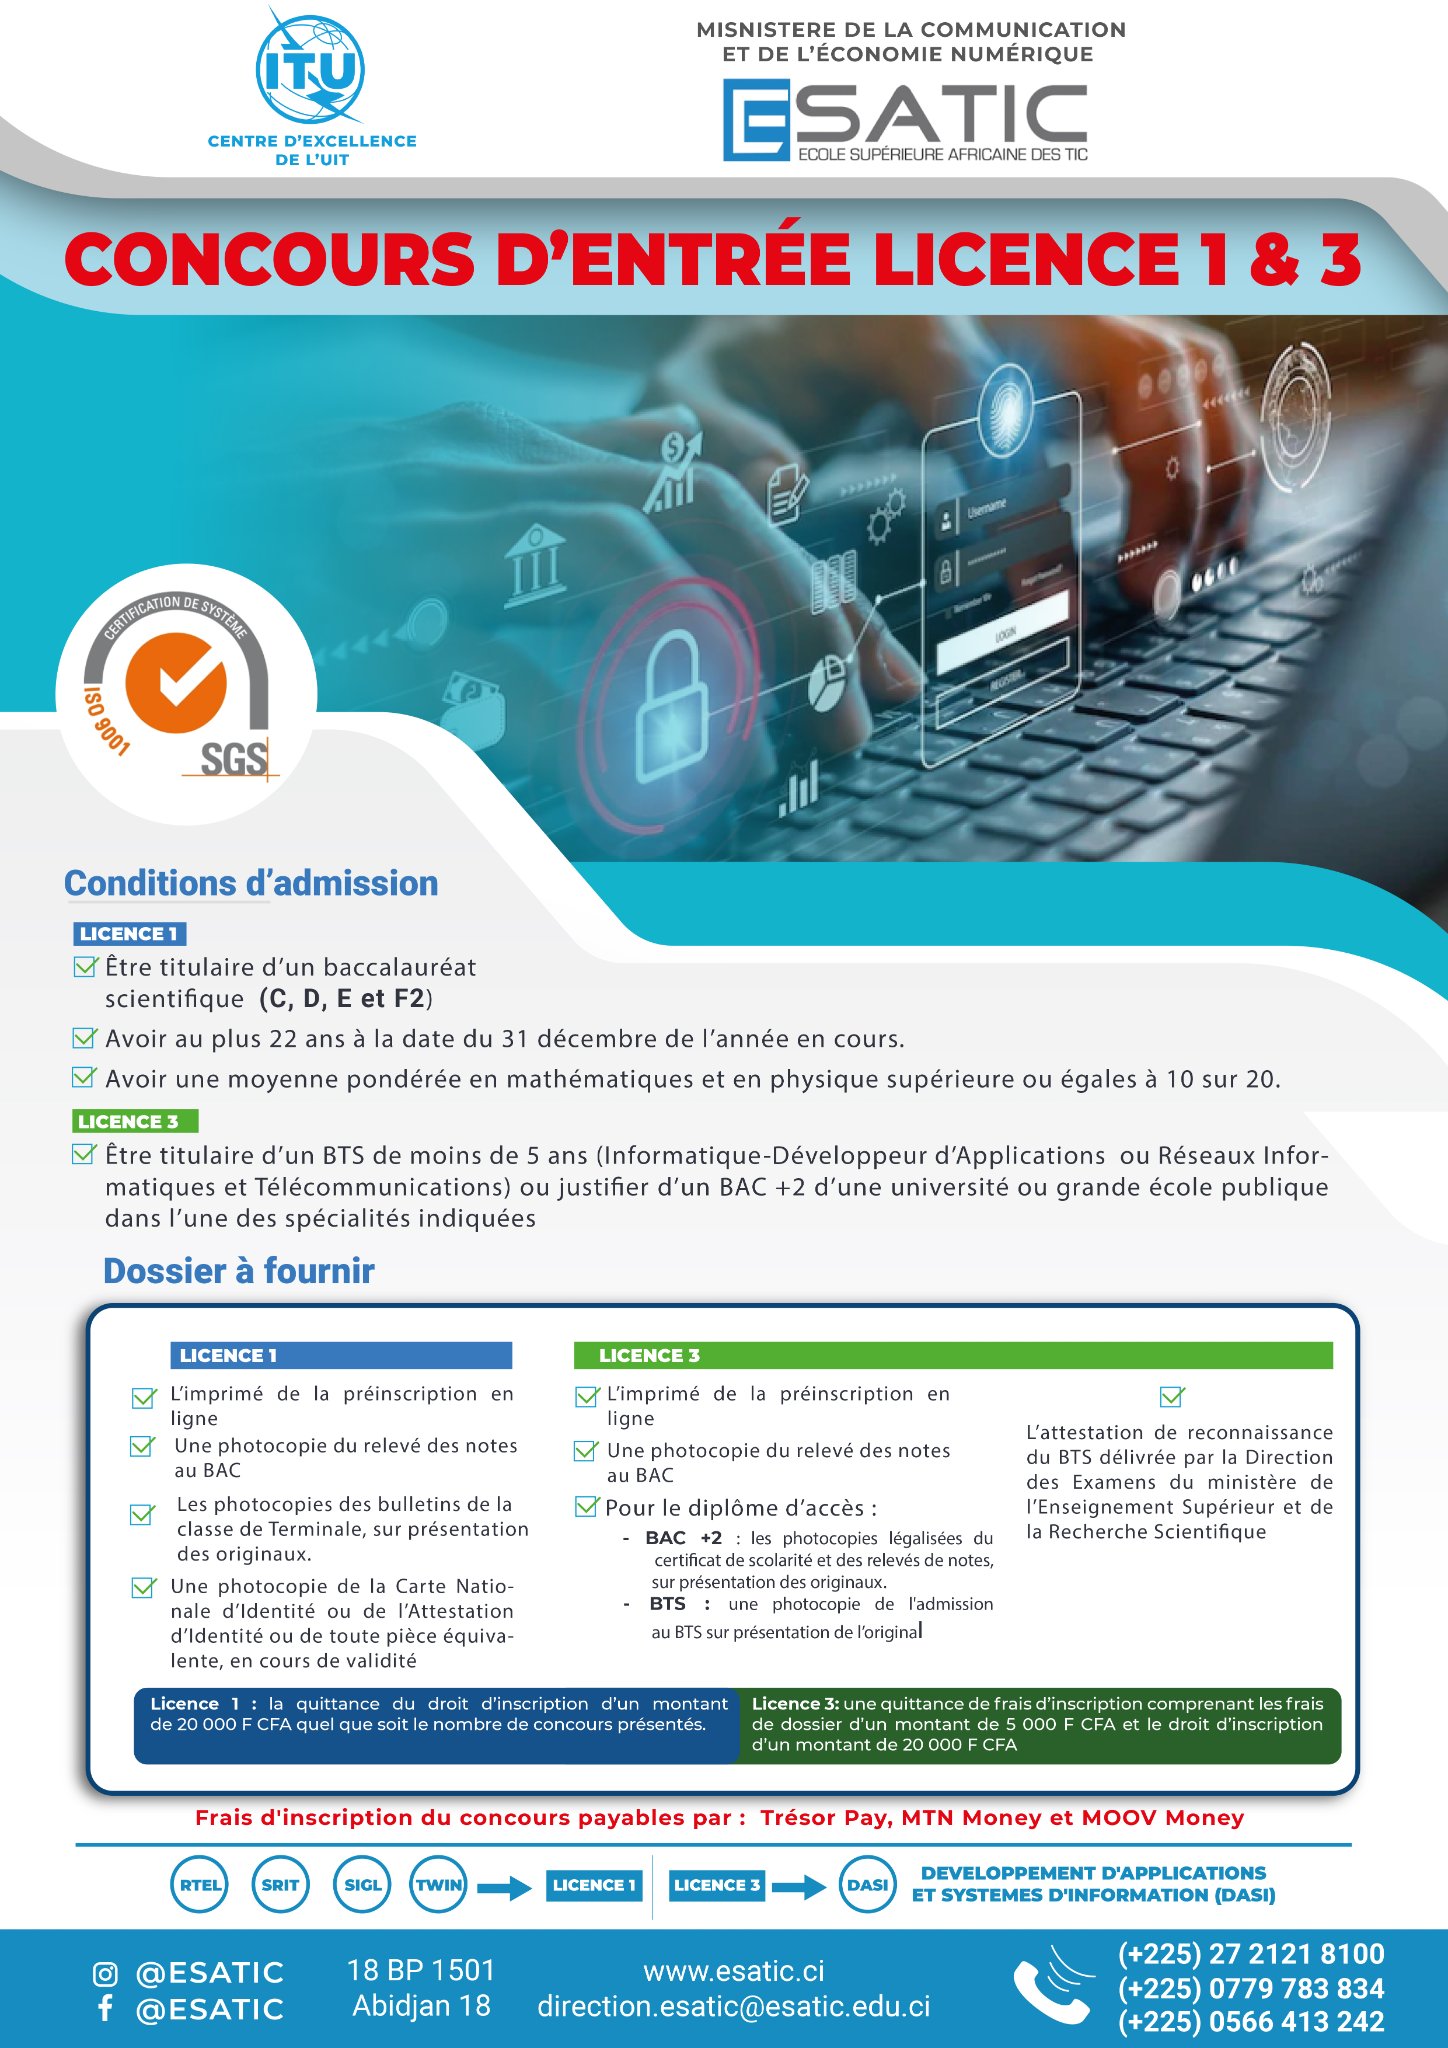 ITU
CENTRE D'EXCELLENCE
DE L'UIT
MISNISTERE DE LA COMMUNICATION
ET DE L'ÉCONOMIE NUMÉRIQUE
ESATIC
ECOLE SUPÉRIEURE AFRICAINE DES TIC
CONCOURS D'ENTRÉE LICENCE 1 & 3
Username
Forgot Password?
Remember Me
LOGIN
REGISTER
CERTIFICATION DE SYSTÈME
ISO 9001
SGS
Conditions d'admission
LICENCE 1
Être titulaire d'un baccalauréat
scientifique (C, D, E et F2)
Avoir au plus 22 ans à la date du 31 décembre de l'année en cours.
Avoir une moyenne pondérée en mathématiques et en physique supérieure ou égales à 10 sur 20.
LICENCE 3
Être titulaire d'un BTS de moins de 5 ans (Informatique-Développeur d'Applications ou Réseaux Infor-
matiques et Télécommunications) ou justifier d'un BAC +2 d'une université ou grande école publique
dans l'une des spécialités indiquées
Dossier à fournir
LICENCE 1
L'imprimé de la préinscription en
ligne
Une photocopie du relevé des notes
au BAC
Les photocopies des bulletins de la
classe de Terminale, sur présentation
des originaux.
Une photocopie de la Carte Natio-
nale d'Identité ou de l'Attestation
d'Identité ou de toute pièce équiva-
lente, en cours de validité
LICENCE 3
L'imprimé de la préinscription en
ligne
Une photocopie du relevé des notes
au BAC
Pour le diplôme d'accès :
- BAC +2 : les photocopies légalisées du
certificat de scolarité et des relevés de notes,
sur présentation des originaux.
- BTS : une photocopie de l'admission
au BTS sur présentation de l'original
L'attestation de reconnaissance
du BTS délivrée par la Direction
des Examens du ministère de
l'Enseignement Supérieur et de
la Recherche Scientifique
Licence 1 : la quittance du droit d'inscription d'un montant
de 20 000 F CFA quel que soit le nombre de concours présentés.
Licence 3: une quittance de frais d'inscription comprenant les frais
de dossier d'un montant de 5 000 F CFA et le droit d'inscription
d'un montant de 20 000 F CFA
Frais d'inscription du concours payables par : Trésor Pay, MTN Money et MOOV Money
RTEL SRIT SIGL TWIN LICENCE 1 LICENCE 3 DASI
DEVELOPPEMENT D'APPLICATIONS
ET SYSTEMES D'INFORMATION (DASI)
@ESATIC
@ESATIC
18 BP 1501
Abidjan 18
www.esatic.ci
direction.esatic@esatic.edu.ci
(+225) 27 2121 8100
(+225) 0779 783 834
(+225) 0566 413 242